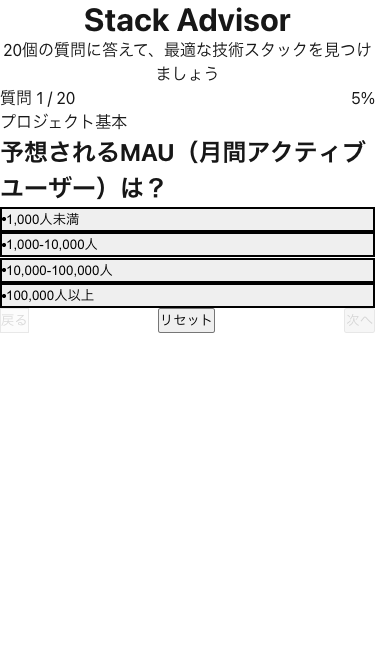 Stack Advisor
20個の質問に答えて、最適な技術スタックを見つけ
ましょう
質問 1 / 20
5%
プロジェクト基本
予想されるMAU（月間アクティブ
ユーザー）は？
•1,000人未満
•1,000-10,000人
•10,000-100,000人
•100,000人以上
戻る
リセット
次へ